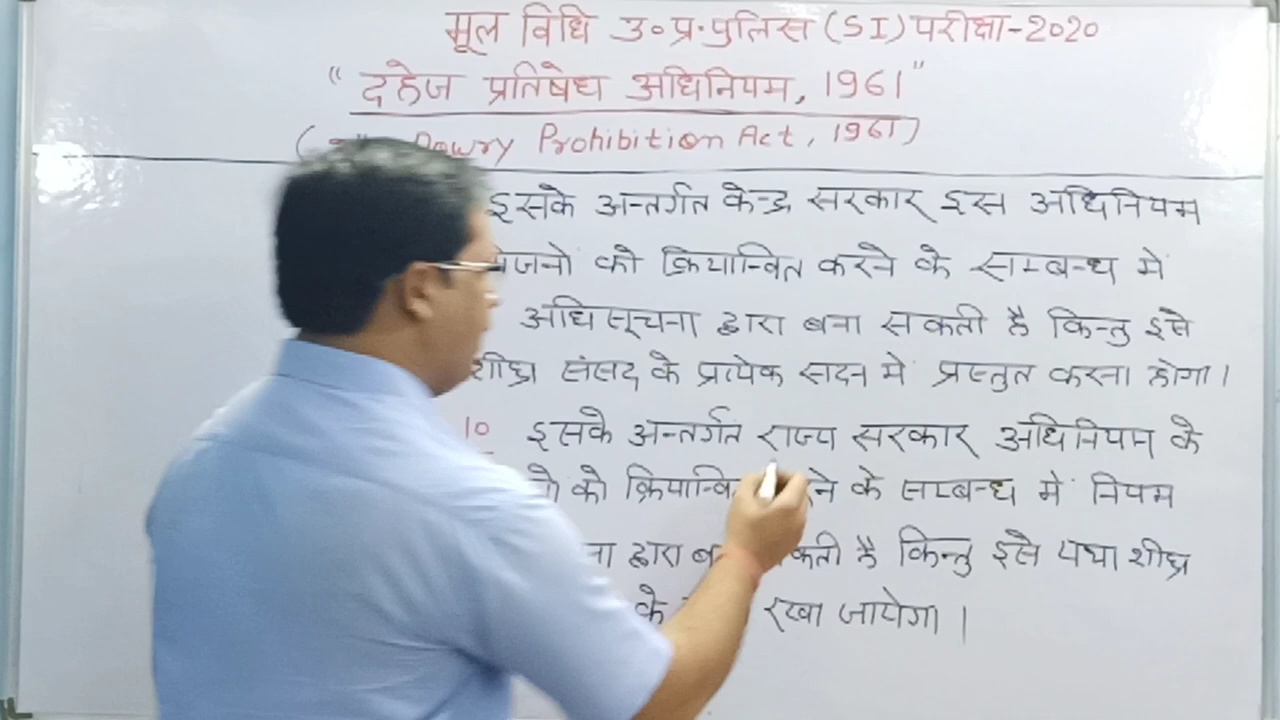 मूल विधि उ०प्र०पुलिस (SI) परीक्षा-2020
"दहेज प्रतिषेध अधिनियम, 1961"
Dowry Prohibition Act, 1961)
इसके अन्तर्गत केन्द्र सरकार इस अधिनियम
को क्रियान्वित करने के सम्बन्ध मे
अधिसूचना द्वारा बना सकती है किन्तु इसे
शीघ्र संसद के प्रत्येक सदन मे प्रस्तुत करना होगा।
10 इसके अन्तर्गत राज्य सरकार अधिनियम के
को के सम्बन्ध मे नियम
द्वारा है किन्तु इसे यथा शीघ्र
के रखा जायेगा।